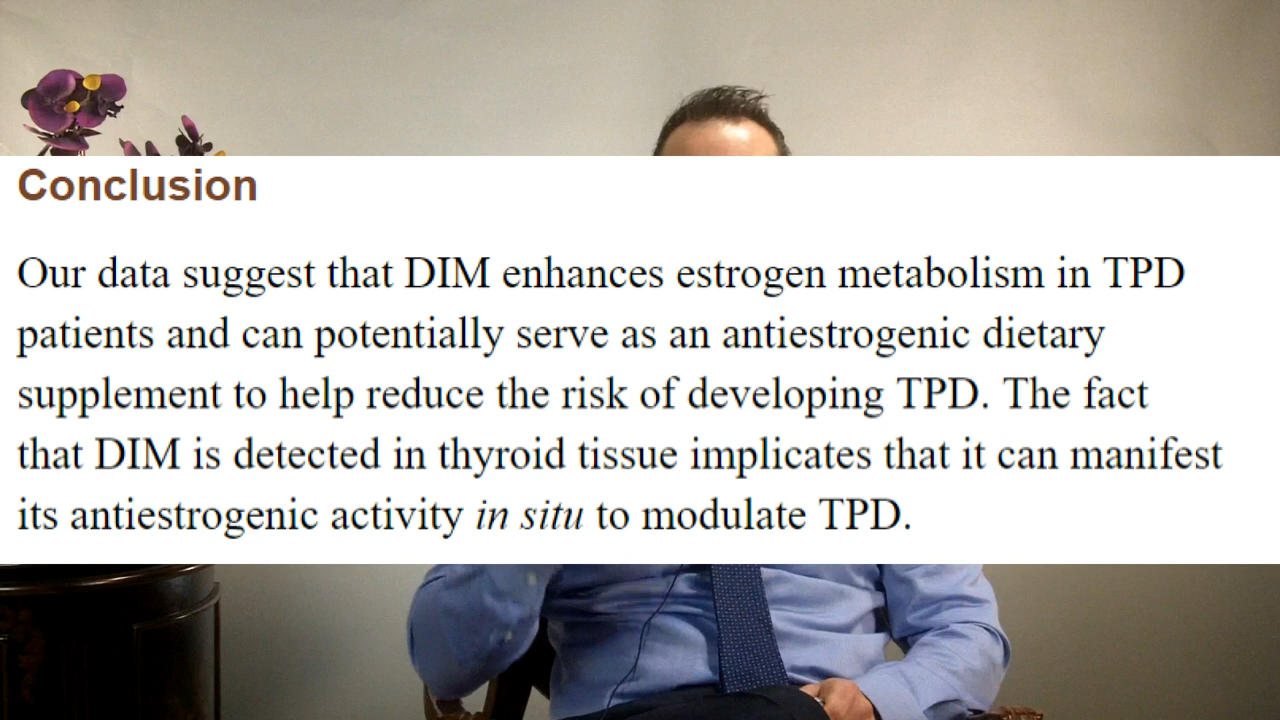 Conclusion
Our data suggest that DIM enhances estrogen metabolism in TPD
patients and can potentially serve as an antiestrogenic dietary
supplement to help reduce the risk of developing TPD. The fact
that DIM is detected in thyroid tissue implicates that it can manifest
its antiestrogenic activity in situ to modulate TPD.